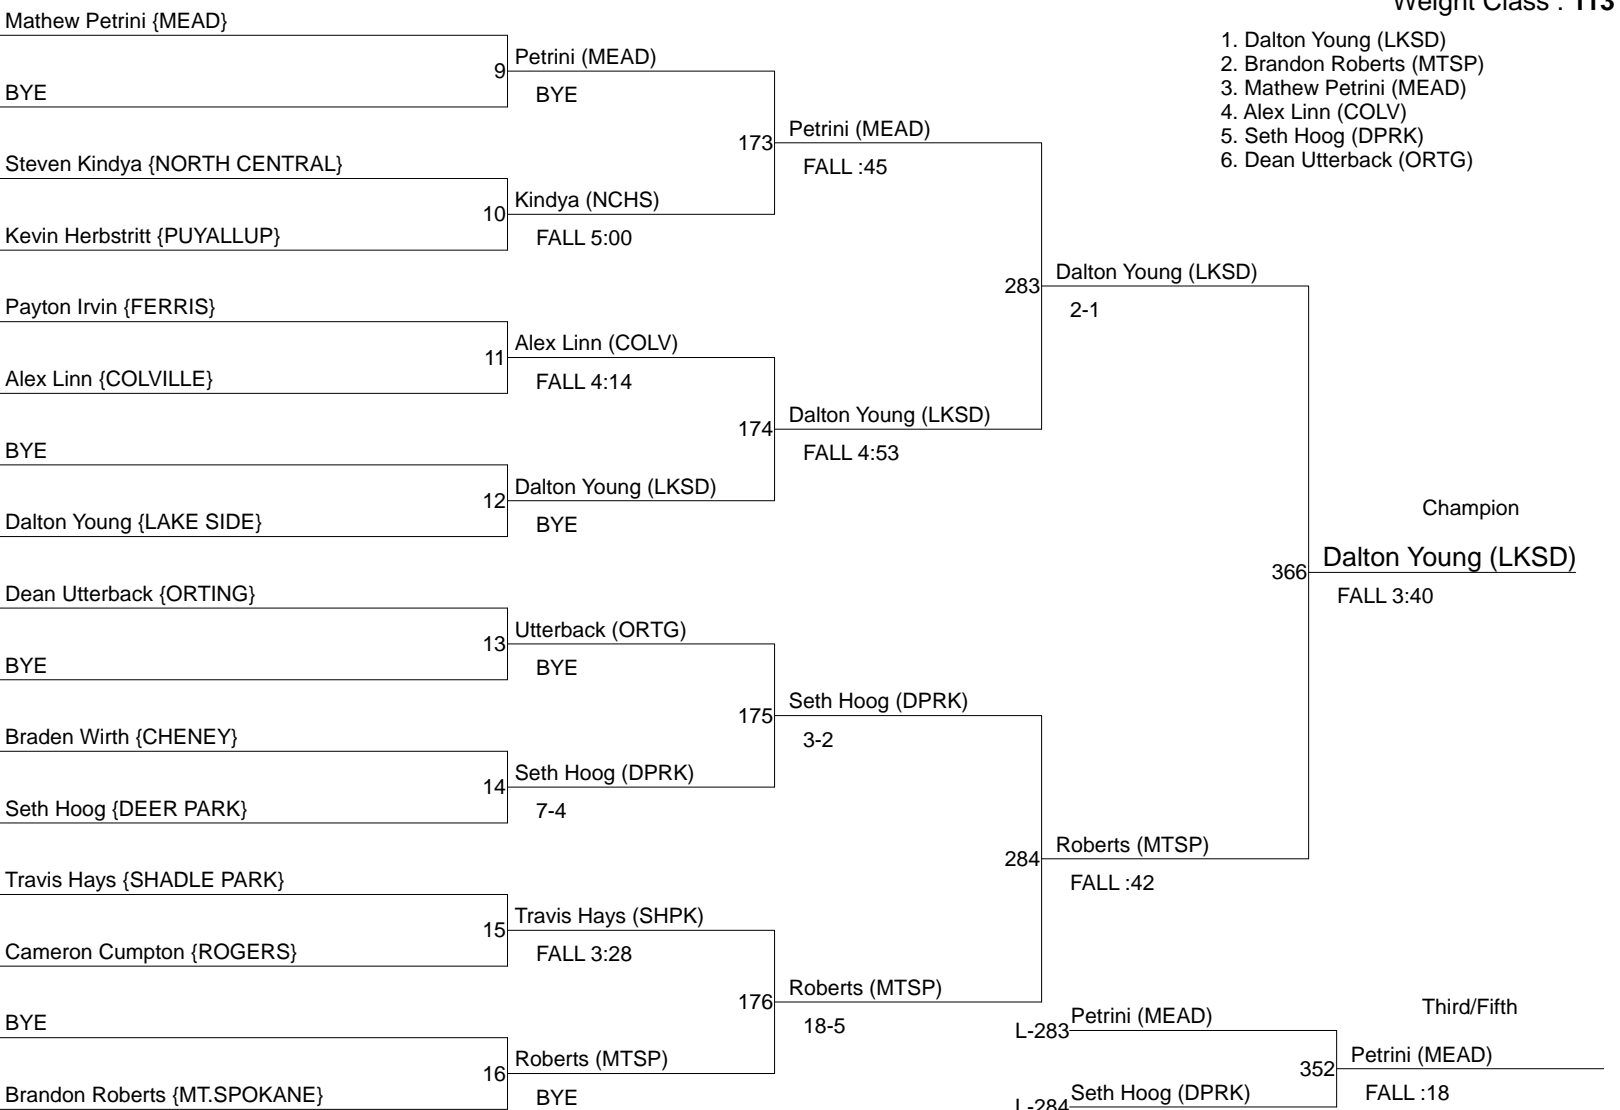 Weight Class : 113
1. Dalton Young (LKSD)
2. Brandon Roberts (MTSP)
3. Mathew Petrini (MEAD)
4. Alex Linn (COLV)
5. Seth Hoog (DPRK)
6. Dean Utterback (ORTG)
Mathew Petrini {MEAD}
BYE
Steven Kindya {NORTH CENTRAL}
Kevin Herbstritt {PUYALLUP}
Payton Irvin {FERRIS}
Alex Linn {COLVILLE}
BYE
Dalton Young {LAKE SIDE}
Dean Utterback {ORTING}
BYE
Braden Wirth {CHENEY}
Seth Hoog {DEER PARK}
Travis Hays {SHADLE PARK}
Cameron Cumpton {ROGERS}
BYE
Brandon Roberts {MT.SPOKANE}
9 Petrini (MEAD)
BYE
10 Kindya (NCHS)
FALL 5:00
11 Alex Linn (COLV)
FALL 4:14
12 Dalton Young (LKSD)
BYE
13 Utterback (ORTG)
BYE
14 Seth Hoog (DPRK)
7-4
15 Travis Hays (SHPK)
FALL 3:28
16 Roberts (MTSP)
BYE
173 Petrini (MEAD)
FALL :45
174 Dalton Young (LKSD)
FALL 4:53
175 Seth Hoog (DPRK)
3-2
176 Roberts (MTSP)
18-5
283 Dalton Young (LKSD)
2-1
284 Roberts (MTSP)
FALL :42
Champion
366 Dalton Young (LKSD)
FALL 3:40
Third/Fifth
L-283 Petrini (MEAD)
L-284 Seth Hoog (DPRK)
352 Petrini (MEAD)
FALL :18